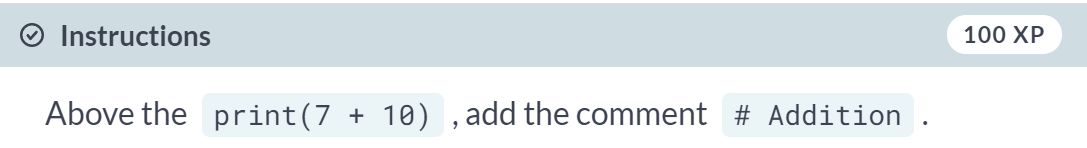 Instructions
100 XP
Above the print(7 + 10) , add the comment # Addition .